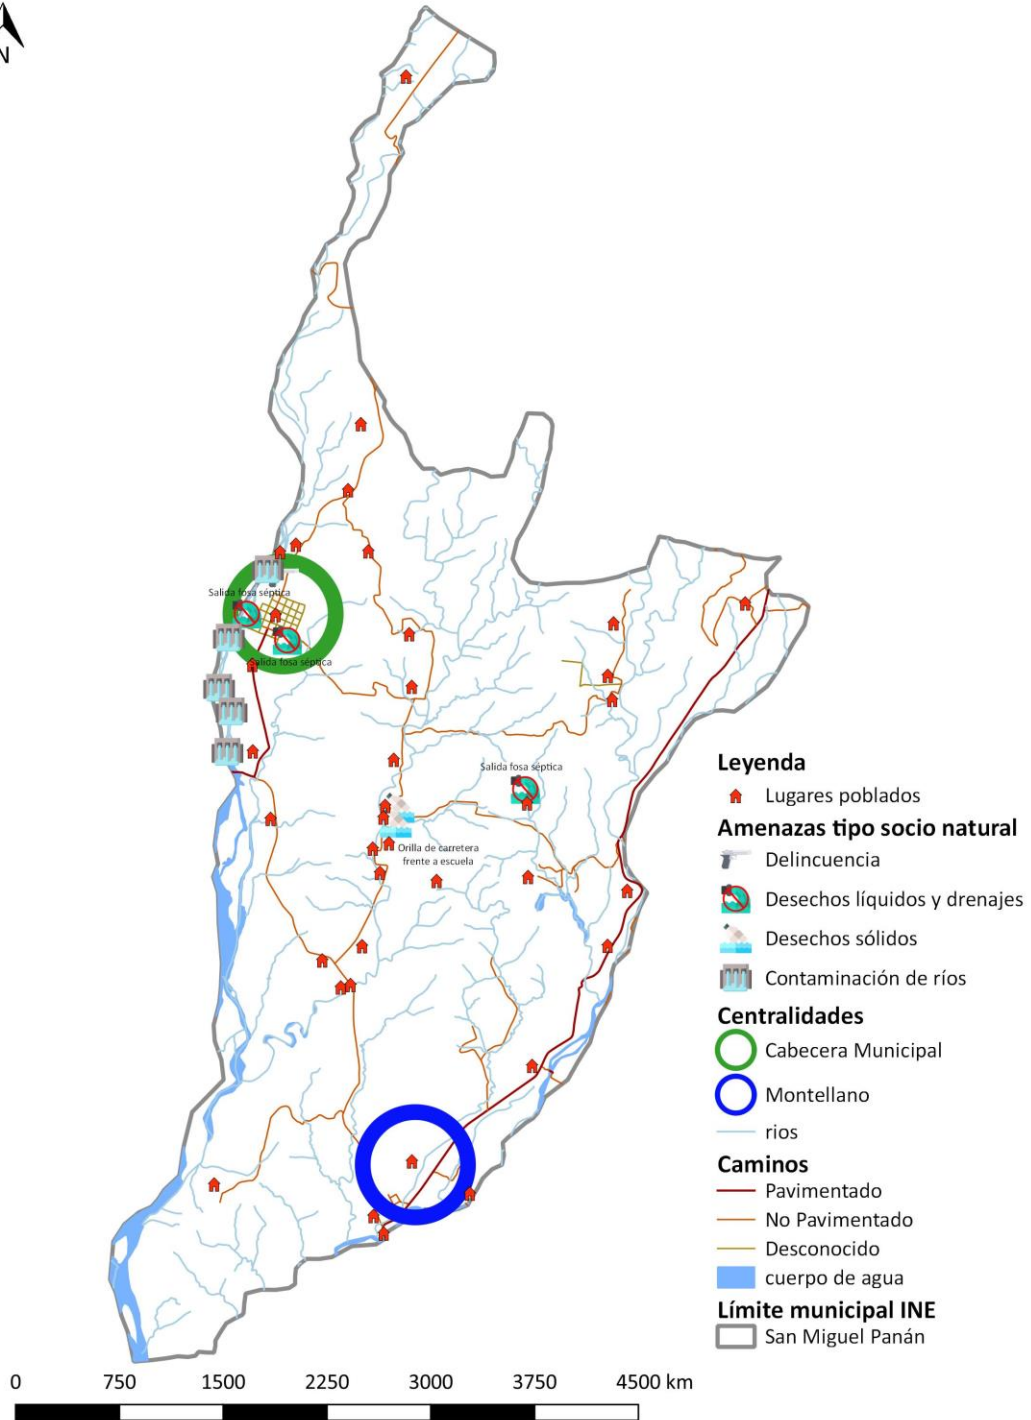 N
Salida fosa séptica
Salida fosa séptica
Salida fosa séptica
Orilla de carretera
frente a escuela
Leyenda
Lugares poblados
Amenazas tipo socio natural
Delincuencia
Desechos líquidos y drenajes
Desechos sólidos
Contaminación de ríos
Centralidades
Cabecera Municipal
Montellano
rios
Caminos
Pavimentado
No Pavimentado
Desconocido
cuerpo de agua
Límite municipal INE
San Miguel Panán
0 750 1500 2250 3000 3750 4500 km